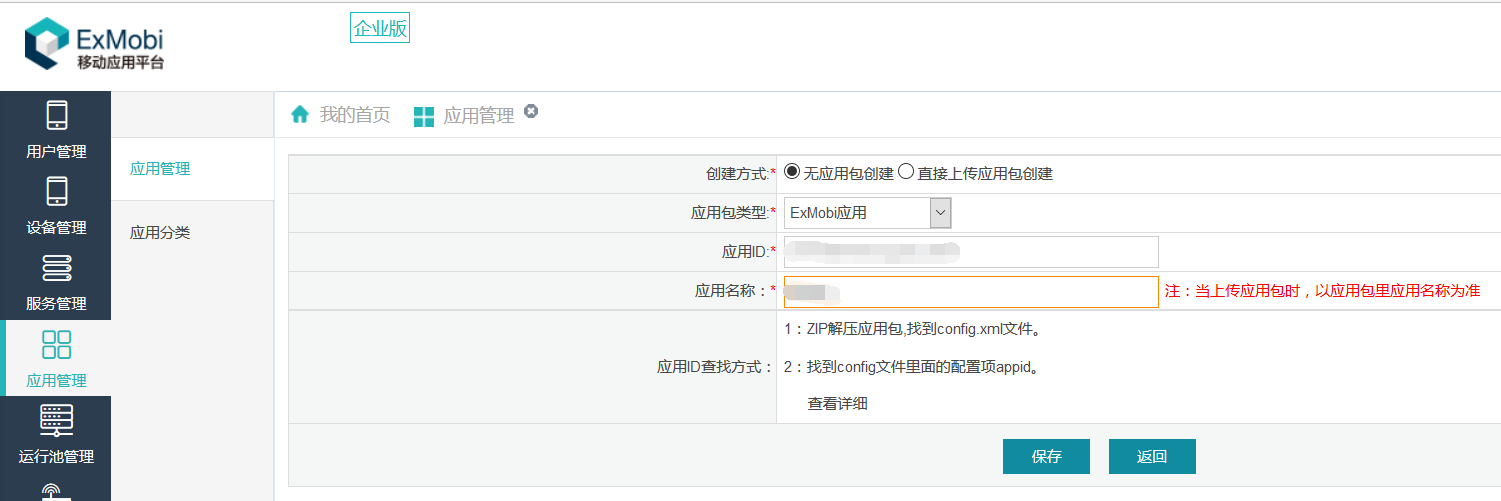 企业版
ExMobi
移动应用平台
我的首页 应用管理
用户管理
设备管理
服务管理
应用管理
运行池管理
应用管理
应用分类
创建方式:* 无应用包创建 直接上传应用包创建
应用包类型:* ExMobi应用
应用ID:*
应用名称：* 注：当上传应用包时，以应用包里应用名称为准
应用ID查找方式：
1：ZIP解压应用包,找到config.xml文件。
2：找到config文件里面的配置项appid。
查看详细
保存 返回